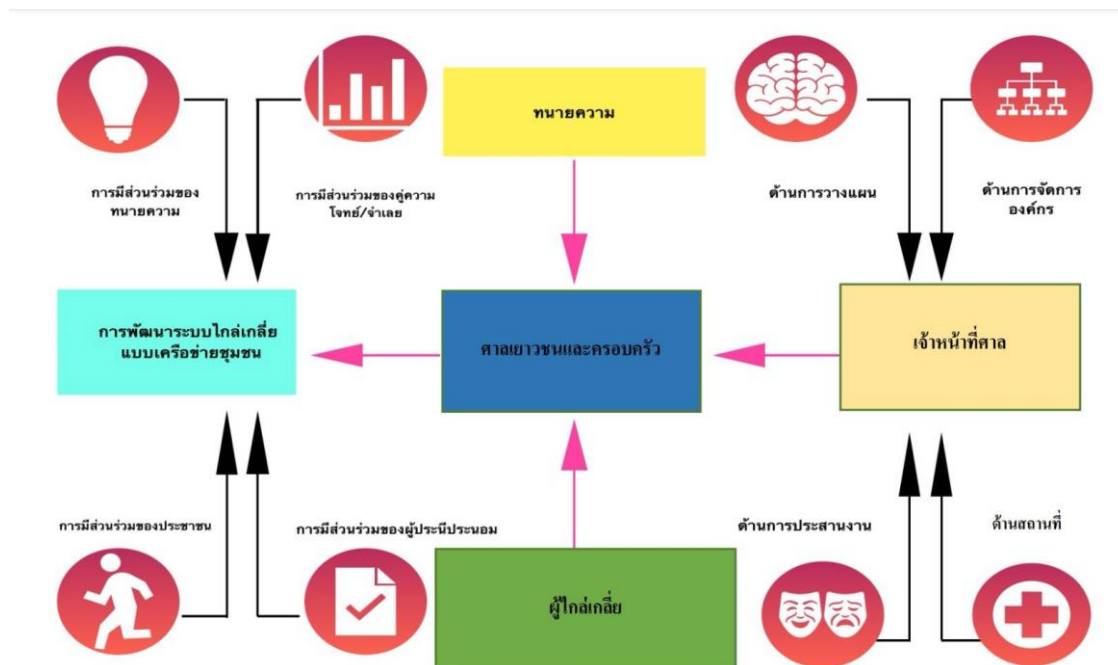 ทนายความ
การมีส่วนร่วมของ
ทนายความ
การมีส่วนร่วมของคู่ความ
โจทย์/จำเลย
ด้านการวางแผน
ด้านการจัดการ
องค์กร
การพัฒนาระบบไกล่เกลี่ย
แบบเครือข่ายชุมชน
ศาลเยาวชนและครอบครัว
เจ้าหน้าที่ศาล
การมีส่วนร่วมของประชาชน
การมีส่วนร่วมของผู้ประนีประนอม
ด้านการประสานงาน
ด้านสถานที่
ผู้ไกล่เกลี่ย